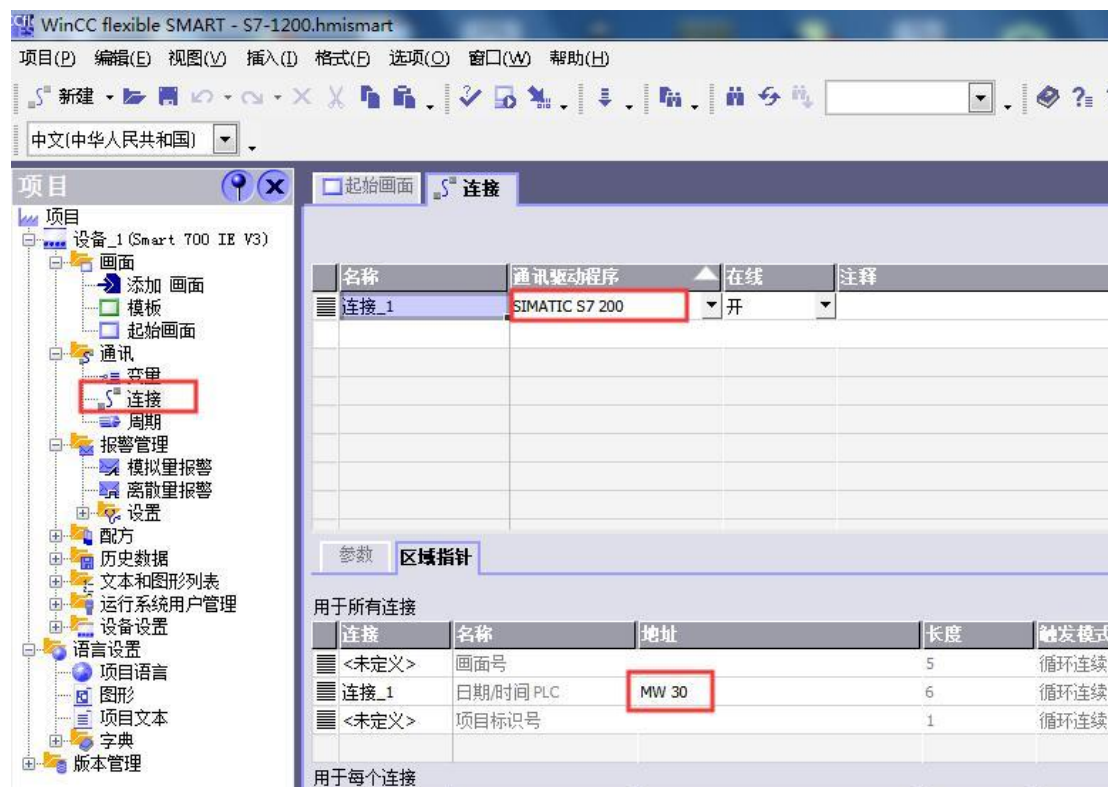 WinCC flexible SMART - S7-1200.hmismart
项目(P) 编辑(E) 视图(V) 插入(I) 格式(F) 选项(O) 窗口(W) 帮助(H)
新建
中文(中华人民共和国)
项目
起始画面 连接
项目
设备_1(Smart 700 IE V3)
画面
添加 画面
模板
起始画面
通讯
变量
连接
周期
报警管理
模拟量报警
离散量报警
设置
配方
历史数据
文本和图形列表
运行系统用户管理
设备设置
语言设置
项目语言
图形
项目文本
字典
版本管理
名称 通讯驱动程序 在线 注释
连接_1 SIMATIC S7 200 开
参数 区域指针
用于所有连接
连接 名称 地址 长度 触发模式
<未定义> 画面号 5 循环连续
连接_1 日期/时间 PLC MW 30 6 循环连续
<未定义> 项目标识号 1 循环连续
用于每个连接